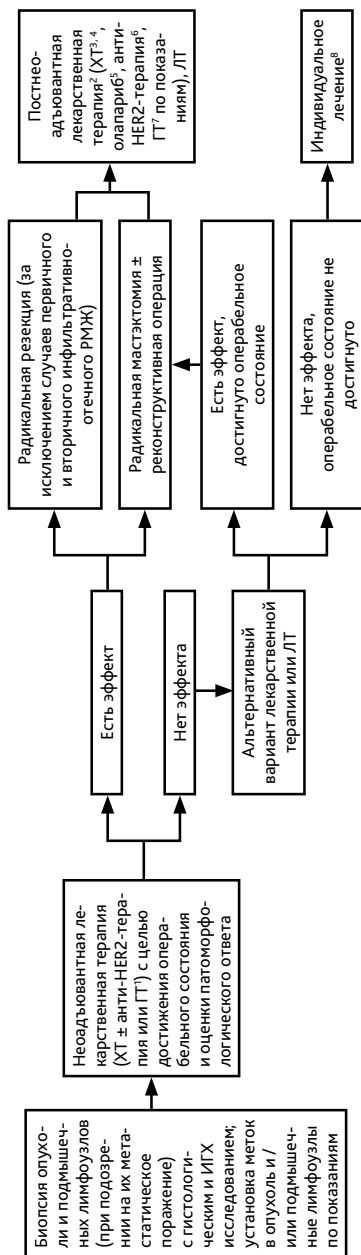 Биопсия опухо-
ли и подмышеч-
ных лимфоузлов
(при подозре-
нии на их мета-
статическое
поражение)
с гистологи-
ческим и ИГХ
исследованием;
установка меток
в опухоль и /
или подмышеч-
ные лимфоузлы
по показаниям
Неоадъювантная ле-
карственная терапия
(ХТ ± анти-HER2-тера-
пия или ГТ¹) с целью
достижения опера-
бельного состояния
и оценки патоморфо-
логического ответа
Есть эффект
Нет эффекта
Альтернативный
вариант лекарственной
терапии или ЛТ
Радикальная резекция (за
исключением случаев первичного
и вторичного инфильтративно-
отечного РМЖ)
Радикальная мастэктомия ±
реконструктивная операция
Есть эффект,
достигнуто операбельное
состояние
Нет эффекта,
операбельное состояние не
достигнуто
Постнео-
адъювантная
лекарственная
терапия² (ХТ³, ⁴,
олапариб⁵, анти-
HER2-терапия⁶,
ГТ⁷ по показа-
ниям), ЛТ
Индивидуальное
лечение⁸